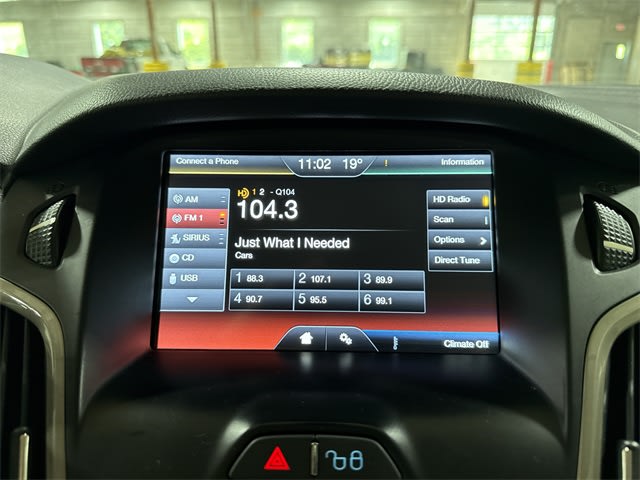 Connect a Phone 11:02 19° ! Information
HD 1 2 - Q104
104.3
AM
FM 1
SIRIUS
CD
USB
Just What I Needed
Cars
1 88.3 2 107.1 3 89.9
4 90.7 5 95.5 6 99.1
HD Radio
Scan
Options
Direct Tune
Climate Off